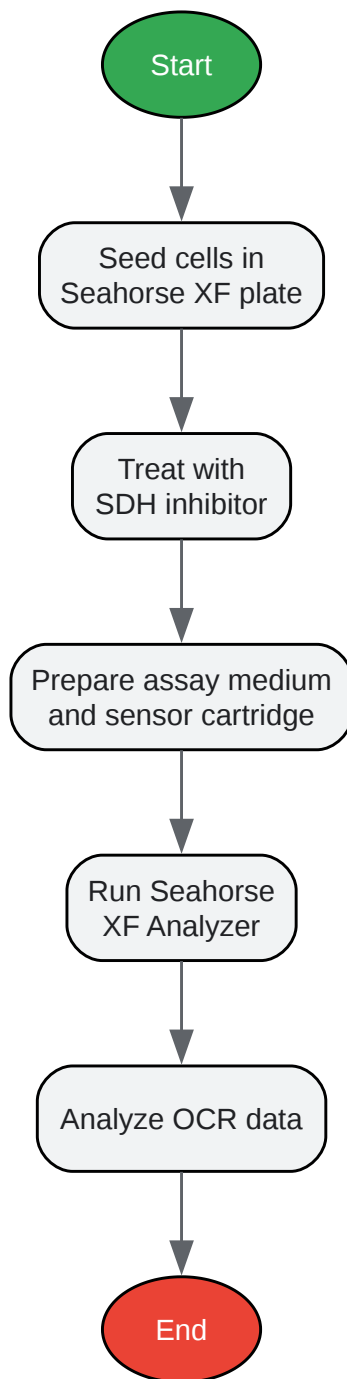 Start
Seed cells in
Seahorse XF plate
Treat with
SDH inhibitor
Prepare assay medium
and sensor cartridge
Run Seahorse
XF Analyzer
Analyze OCR data
End